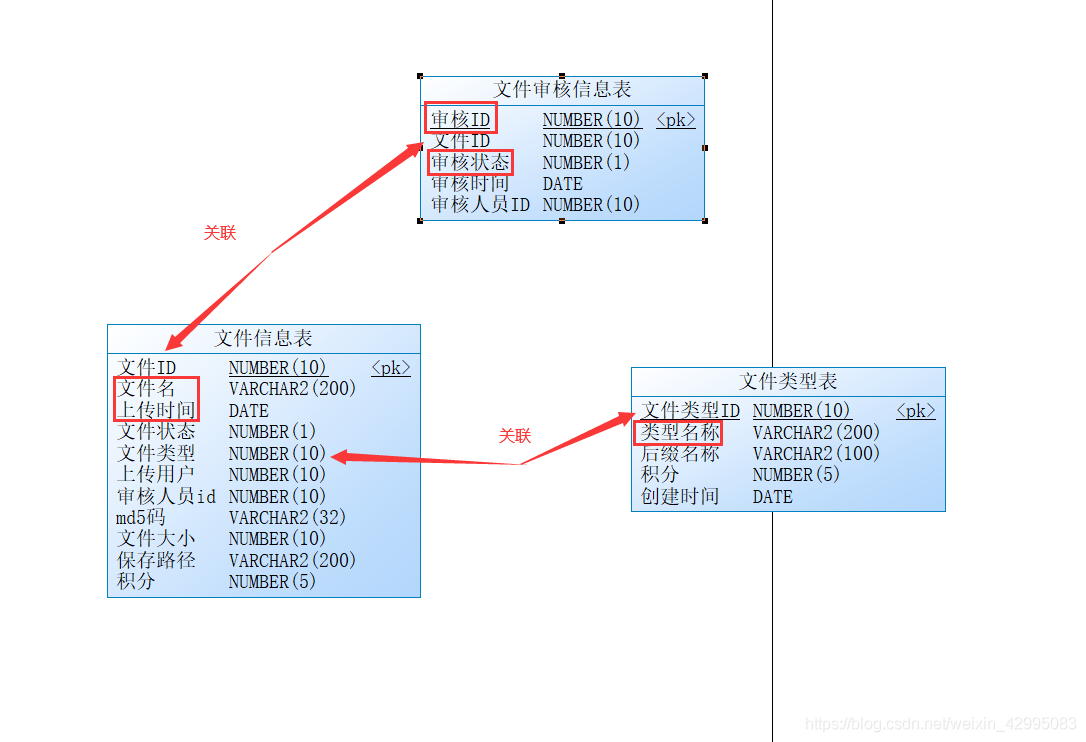 文件审核信息表
审核ID NUMBER(10) <pk>
文件ID NUMBER(10)
审核状态 NUMBER(1)
审核时间 DATE
审核人员ID NUMBER(10)
关联
文件信息表
文件ID NUMBER(10) <pk>
文件名 VARCHAR2(200)
上传时间 DATE
文件状态 NUMBER(1)
文件类型 NUMBER(10)
上传用户 NUMBER(10)
审核人员id NUMBER(10)
md5码 VARCHAR2(32)
文件大小 NUMBER(10)
保存路径 VARCHAR2(200)
积分 NUMBER(5)
关联
文件类型表
文件类型ID NUMBER(10) <pk>
类型名称 VARCHAR2(200)
后缀名称 VARCHAR2(100)
积分 NUMBER(5)
创建时间 DATE
https://blog.csdn.net/weixin_42995083